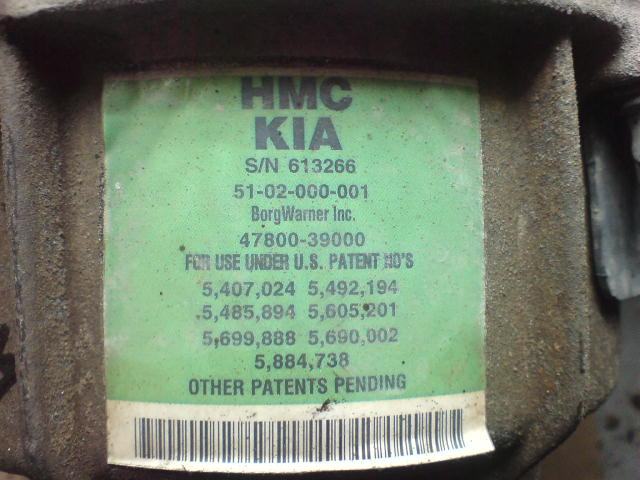 HMC
KIA
S/N 613266
51-02-000-001
BorgWarner Inc.
47800-39000
FOR USE UNDER U.S. PATENT NO'S
5,407,024 5,492,194
5,485,894 5,605,201
5,699,888 5,690,002
5,884,738
OTHER PATENTS PENDING